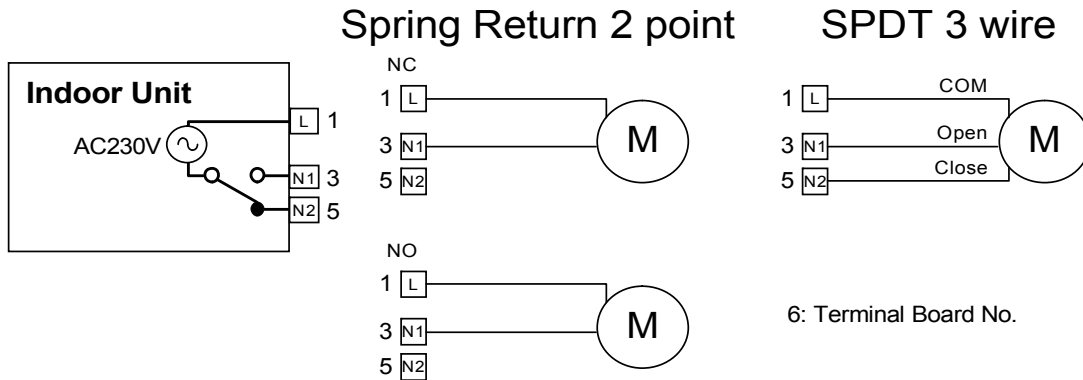 Spring Return 2 point
SPDT 3 wire
Indoor Unit
AC230V
L 1
N1 3
N2 5
NC
1 L
3 N1
5 N2
M
NO
1 L
3 N1
5 N2
M
1 L
3 N1
5 N2
COM
Open
Close
M
6: Terminal Board No.